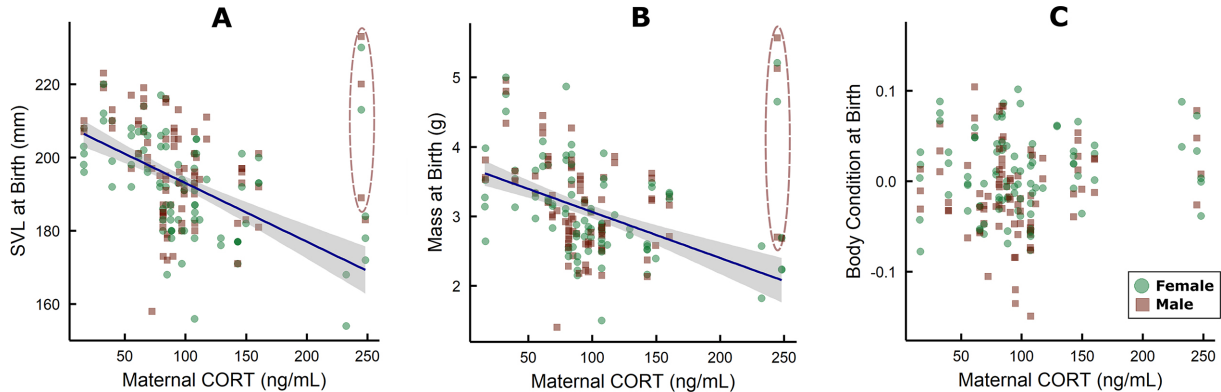 A
SVL at Birth (mm)
220
200
180
160
50
100
150
200
250
Maternal CORT (ng/mL)
B
Mass at Birth (g)
5
4
3
2
50
100
150
200
250
Maternal CORT (ng/mL)
C
Body Condition at Birth
0.1
0.0
-0.1
50
100
150
200
250
Maternal CORT (ng/mL)
Female
Male